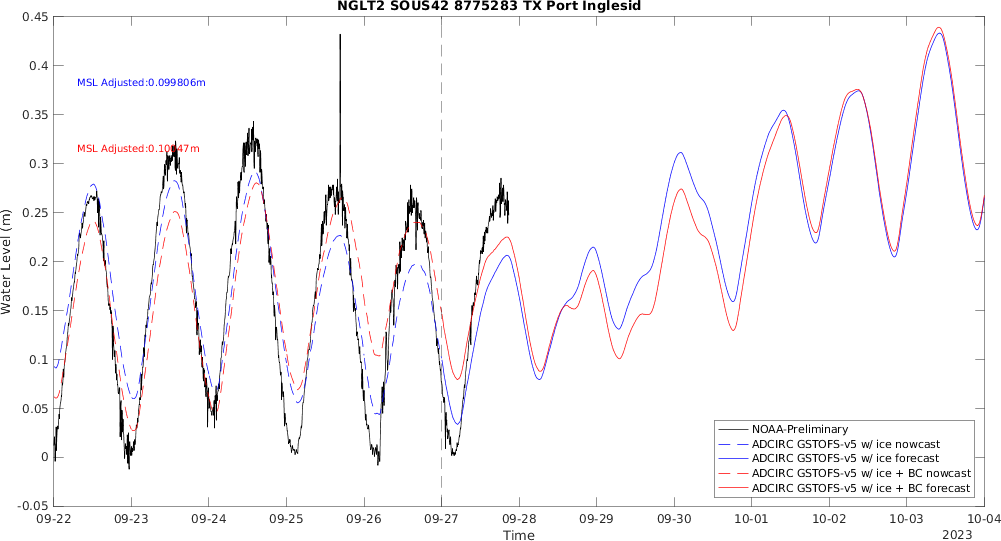 NGLT2 SOUS42 8775283 TX Port Inglesid
0.45
0.4
0.35
0.3
0.25
0.2
0.15
0.1
0.05
0
-0.05
Water Level (m)
MSL Adjusted:0.099806m
MSL
NOAA-Preliminary
ADCIRC GSTOFS-v5 w/ ice nowcast
ADCIRC GSTOFS-v5 w/ ice forecast
ADCIRC GSTOFS-v5 w/ ice + BC nowcast
ADCIRC GSTOFS-v5 w/ ice + BC forecast
09-22 09-23 09-24 09-25 09-26 09-27 09-28 09-29 09-30 10-01 10-02 10-03 10-04
Time
2023